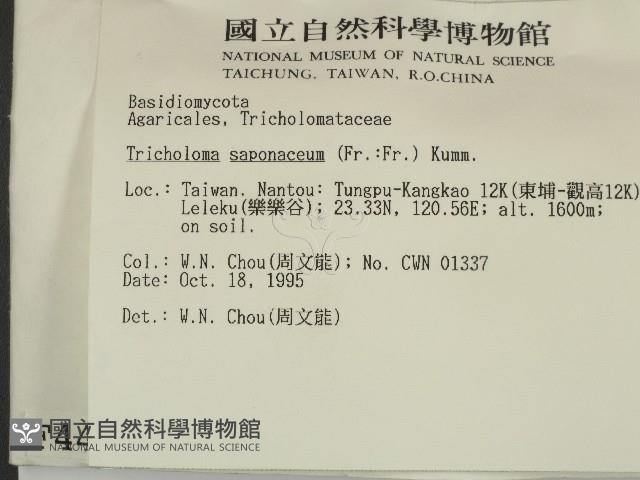 國立自然科學博物館
NATIONAL MUSEUM OF NATURAL SCIENCE
TAICHUNG, TAIWAN, R.O.CHINA
Basidiomycota
Agaricales, Tricholomataceae
Tricholoma saponaceum (Fr.:Fr.) Kumm.
Loc.: Taiwan. Nantou: Tungpu-Kangkao 12K(東埔-觀高12K)
Leleku(樂樂谷); 23.33N, 120.56E; alt. 1600m;
on soil.
Col.: W.N. Chou(周文能); No. CWN 01337
Date: Oct. 18, 1995
Det.: W.N. Chou(周文能)
國立自然科學博物館
NATIONAL MUSEUM OF NATURAL SCIENCE